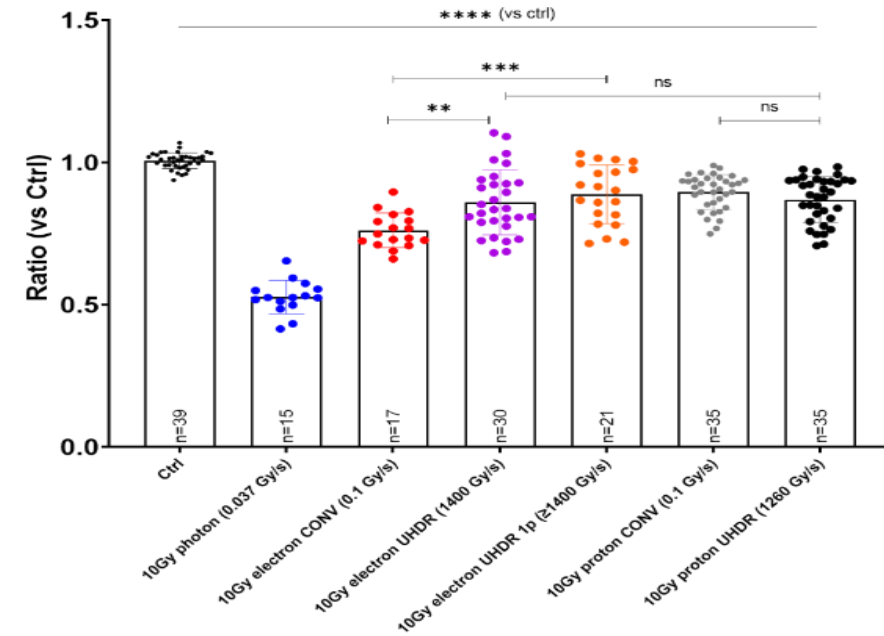 **** (vs ctrl)
***
ns
**
ns
Ratio (vs Ctrl)
1.5
1.0
0.5
0.0
n=39
n=15
n=17
n=30
n=21
n=35
n=35
Ctrl
10Gy photon (0.037 Gy/s)
10Gy electron CONV (0.1 Gy/s)
10Gy electron UHDR (1400 Gy/s)
10Gy electron UHDR 1p (≥1400 Gy/s)
10Gy proton CONV (0.1 Gy/s)
10Gy proton UHDR (1260 Gy/s)